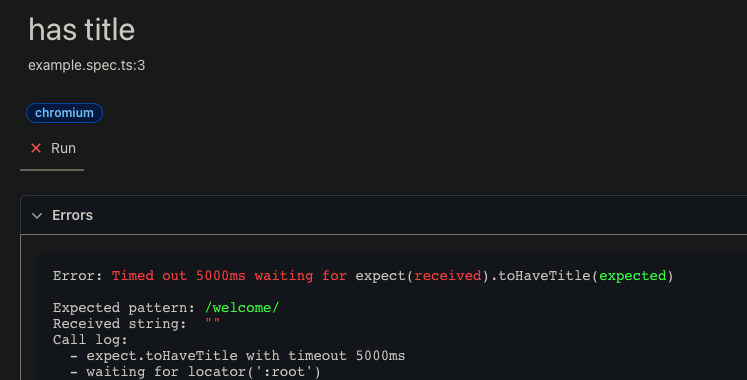 has title
example.spec.ts:3
chromium
Run
Errors
Error: Timed out 5000ms waiting for expect(received).toHaveTitle(expected)
Expected pattern: /welcome/
Received string:  ""
Call log:
  - expect.toHaveTitle with timeout 5000ms
  - waiting for locator(':root')